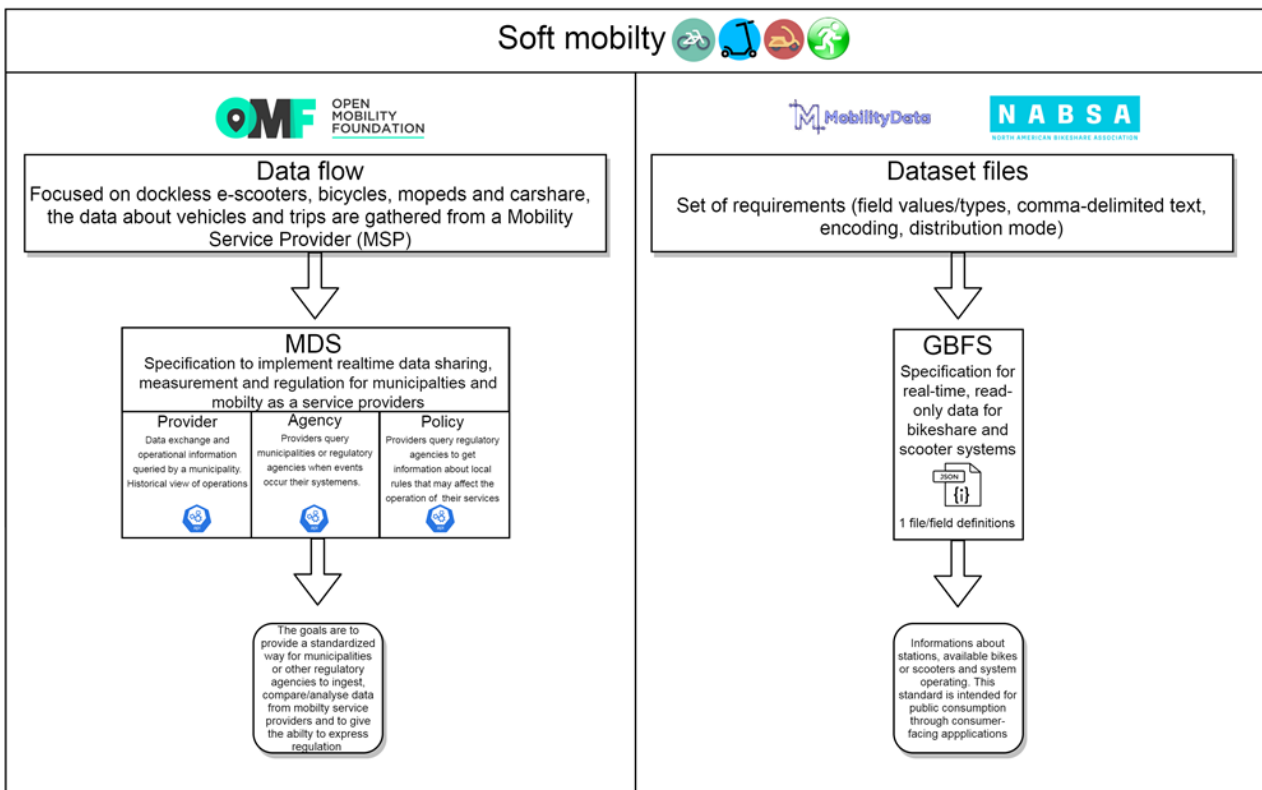 Soft mobilty
OMF
OPEN
MOBILITY
FOUNDATION
Data flow
Focused on dockless e-scooters, bicycles, mopeds and carshare,
the data about vehicles and trips are gathered from a Mobility
Service Provider (MSP)
MDS
Specification to implement realtime data sharing,
measurement and regulation for municipalties and
mobilty as a service providers
Provider
Data exchange and
operational information
queried by a municipality.
Historical view of operations
Agency
Providers query
municipalities or regulatory
agencies when events
occur their systemens.
Policy
Providers query regulatory
agencies to get
information about local
rules that may affect the
operation of their services
The goals are to
provide a standardized
way for municipalities
or other regulatory
agencies to ingest,
compare/analyse data
from mobilty service
providers and to give
the abilty to express
regulation
MobilityData
NABSA
NORTH AMERICAN BIKESHARE ASSOCIATION
Dataset files
Set of requirements (field values/types, comma-delimited text,
encoding, distribution mode)
GBFS
Specification for
real-time, read-
only data for
bikeshare and
scooter systems
JSON
{i}
1 file/field definitions
Informations about
stations, available bikes
or scooters and system
operating. This
standard is intended for
public consumption
through consumer-
facing appplications